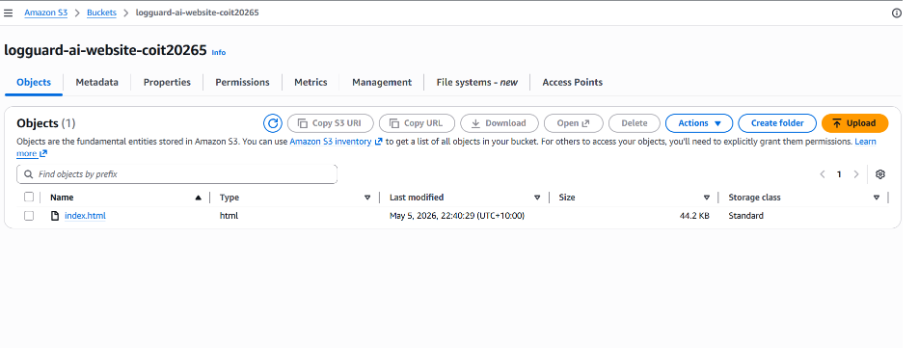 Amazon S3 > Buckets > logguard-ai-website-coit20265
logguard-ai-website-coit20265 Info
Objects Metadata Properties Permissions Metrics Management File systems - new Access Points
Objects (1)
Copy S3 URI Copy URL Download Open Delete Actions Create folder Upload
Objects are the fundamental entities stored in Amazon S3. You can use Amazon S3 inventory to get a list of all objects in your bucket. For others to access your objects, you'll need to explicitly grant them permissions. Learn
more
Find objects by prefix
1
Name Type Last modified Size Storage class
index.html html May 5, 2026, 22:40:29 (UTC+10:00) 44.2 KB Standard